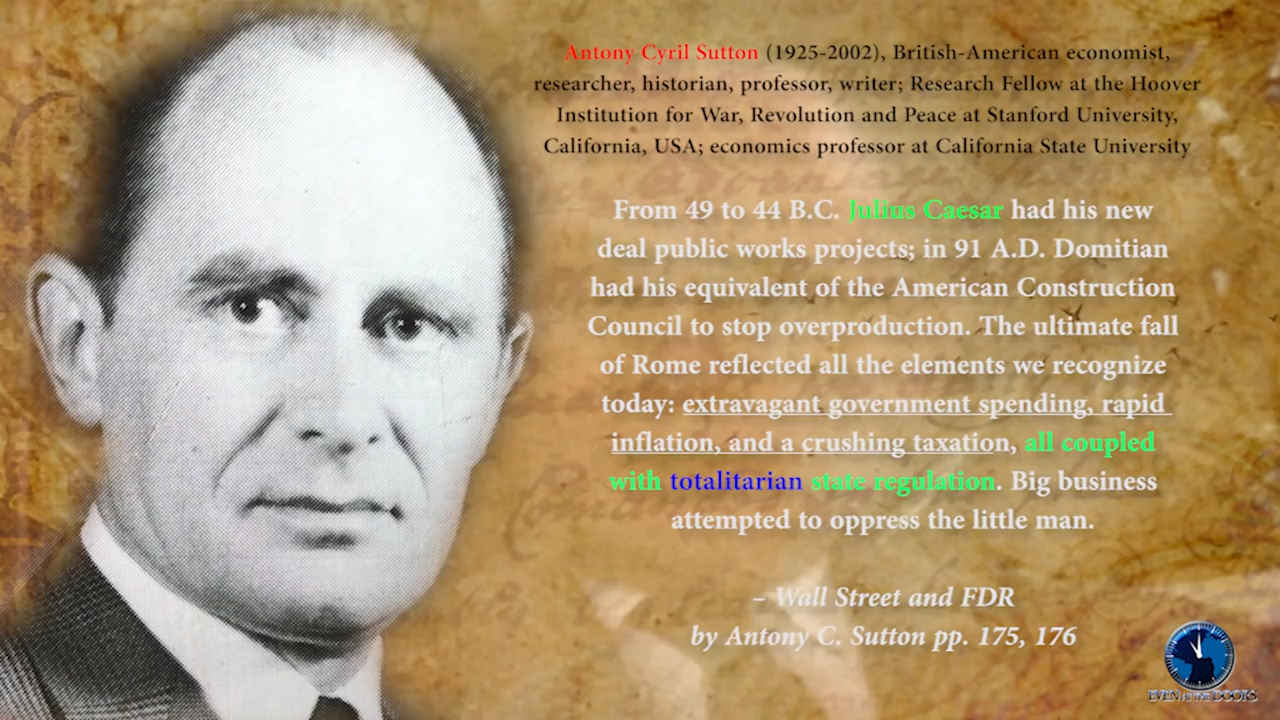 Antony Cyril Sutton (1925-2002), British-American economist,
researcher, historian, professor, writer; Research Fellow at the Hoover
Institution for War, Revolution and Peace at Stanford University,
California, USA; economics professor at California State University
From 49 to 44 B.C. Julius Caesar had his new
deal public works projects; in 91 A.D. Domitian
had his equivalent of the American Construction
Council to stop overproduction. The ultimate fall
of Rome reflected all the elements we recognize
today: extravagant government spending, rapid
inflation, and a crushing taxation, all coupled
with totalitarian state regulation. Big business
attempted to oppress the little man.
– Wall Street and FDR
by Antony C. Sutton pp. 175, 176
EVEN AT THE DOORS